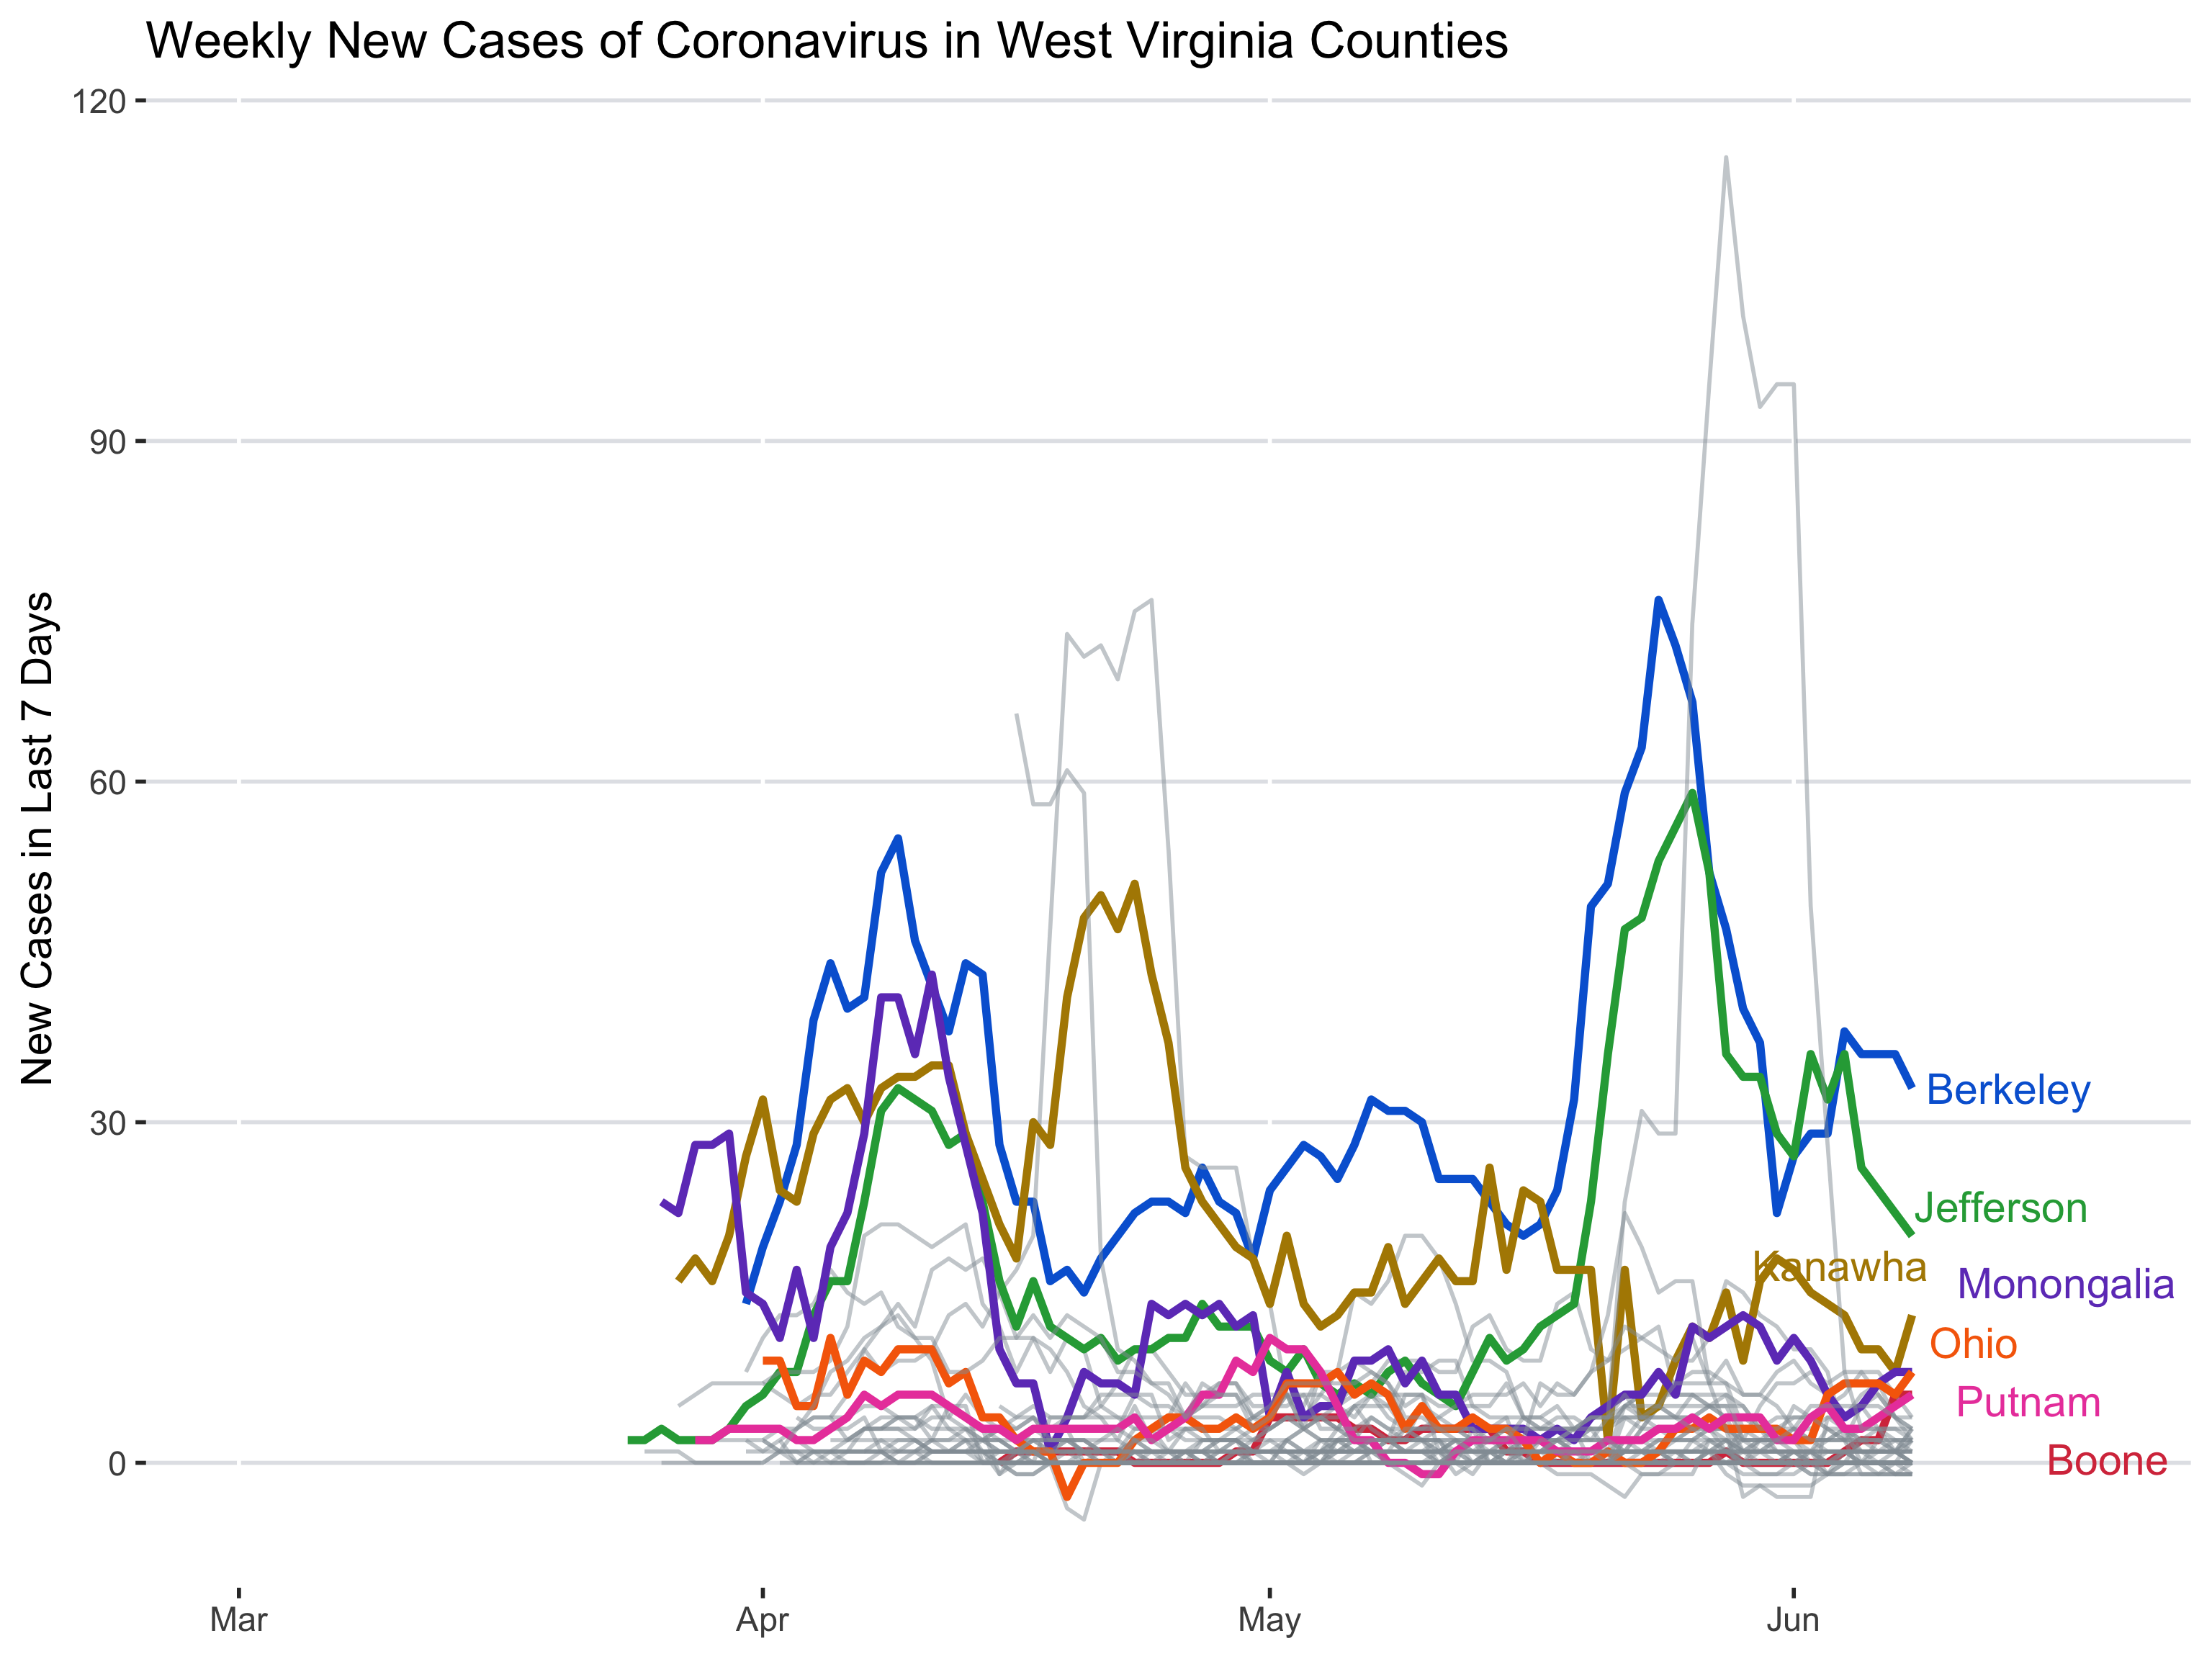 Weekly New Cases of Coronavirus in West Virginia Counties
New Cases in Last 7 Days
120
90
60
30
0
Mar
Apr
May
Jun
Berkeley
Jefferson
Kanawha
Monongalia
Ohio
Putnam
Boone